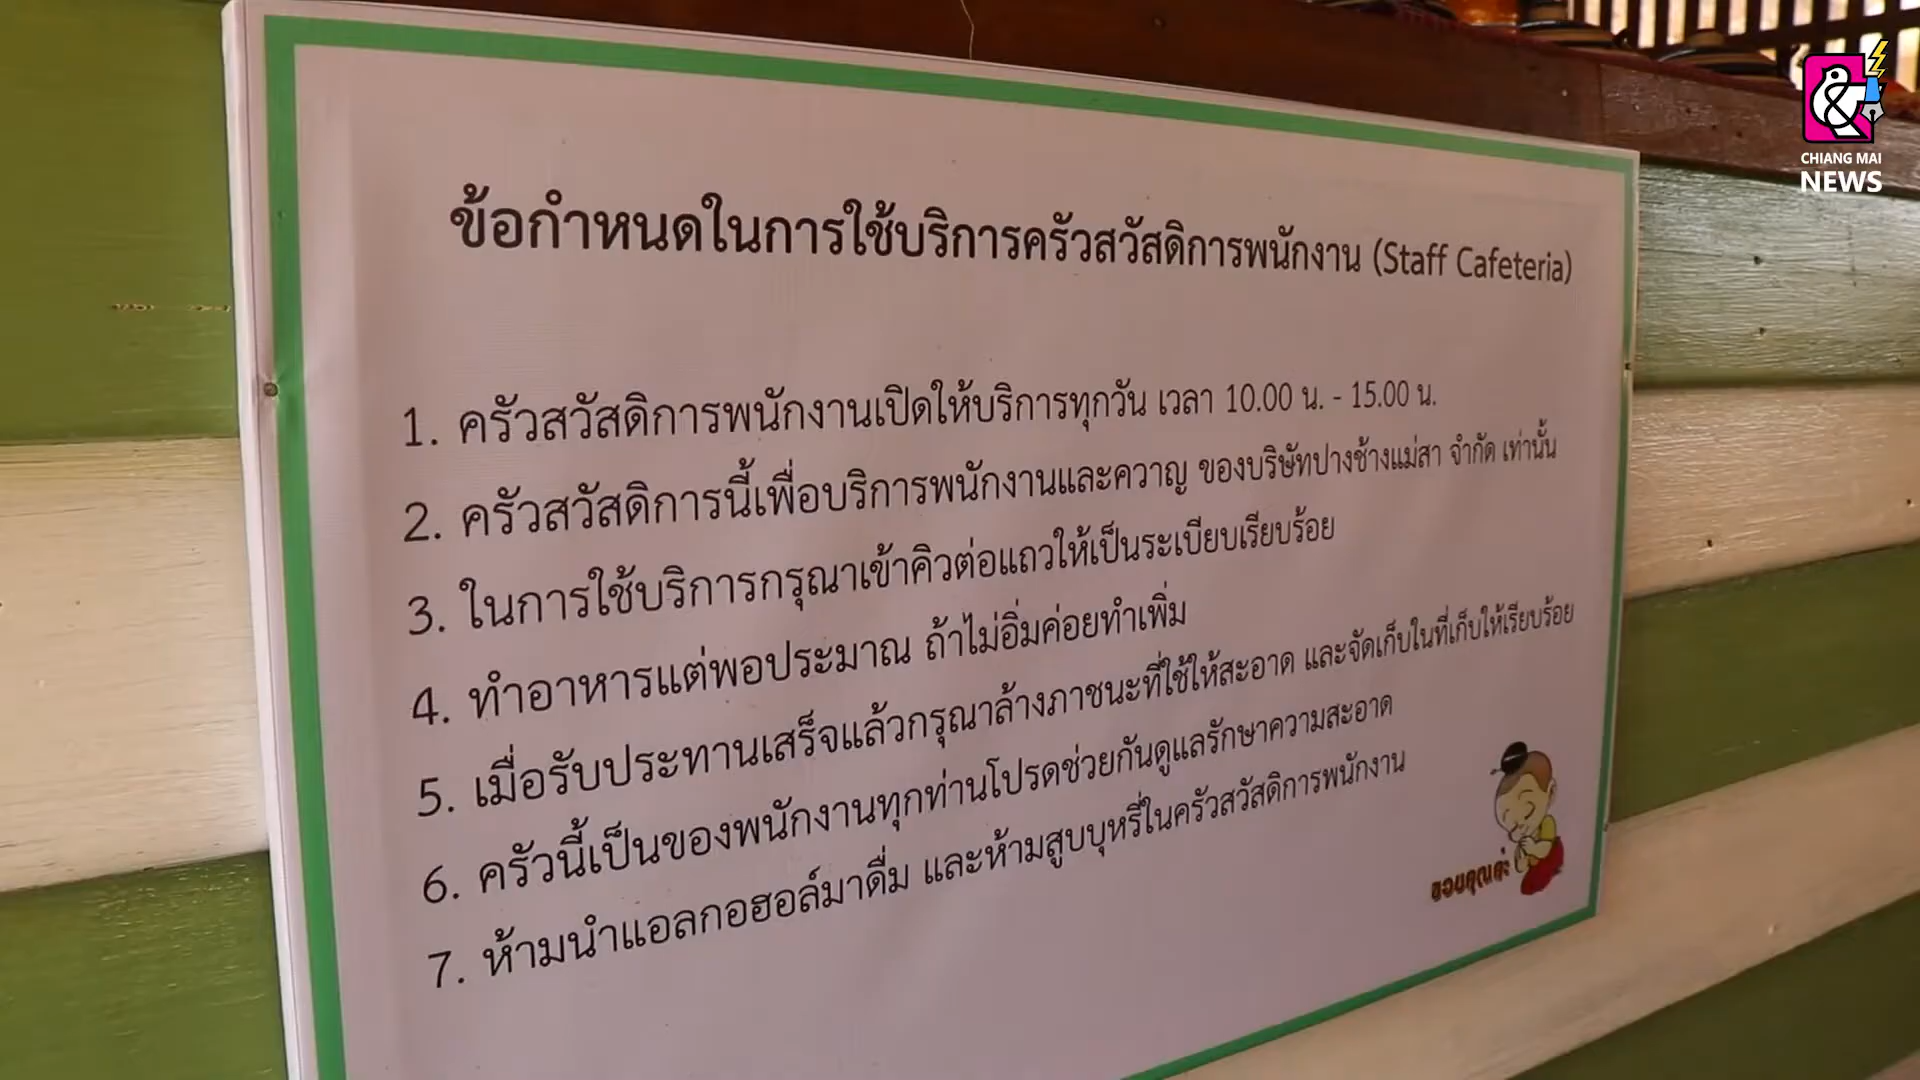 CHIANG MAI
NEWS
ข้อกำหนดในการใช้บริการครัวสวัสดิการพนักงาน (Staff Cafeteria)
1. ครัวสวัสดิการพนักงานเปิดให้บริการทุกวัน เวลา 10.00 น. - 15.00 น.
2. ครัวสวัสดิการนี้เพื่อบริการพนักงานและควาญ ของบริษัทปางช้างแม่สา จำกัด เท่านั้น
3. ในการใช้บริการกรุณาเข้าคิวต่อแถวให้เป็นระเบียบเรียบร้อย
4. ทำอาหารแต่พอประมาณ ถ้าไม่อิ่มค่อยทำเพิ่ม
5. เมื่อรับประทานเสร็จแล้วกรุณาล้างภาชนะที่ใช้ให้สะอาด และจัดเก็บในที่เก็บให้เรียบร้อย
6. ครัวนี้เป็นของพนักงานทุกท่านโปรดช่วยกันดูแลรักษาความสะอาด
7. ห้ามนำแอลกอฮอล์มาดื่ม และห้ามสูบบุหรี่ในครัวสวัสดิการพนักงาน
ขอบคุณค่ะ